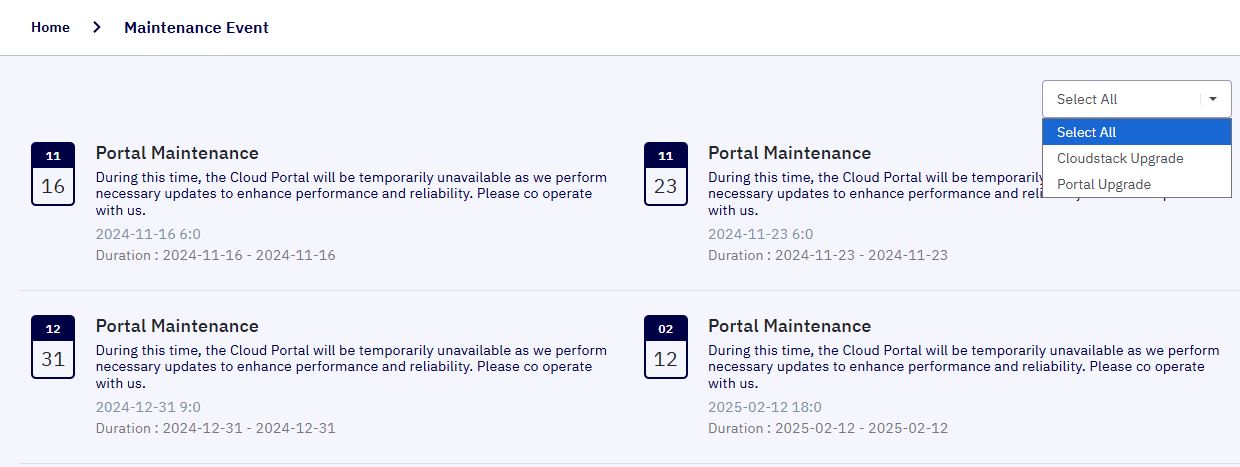 Home > Maintenance Event
Select All
Select All
Cloudstack Upgrade
Portal Upgrade
11
16
Portal Maintenance
During this time, the Cloud Portal will be temporarily unavailable as we perform
necessary updates to enhance performance and reliability. Please co operate
with us.
2024-11-16 6:0
Duration : 2024-11-16 - 2024-11-16
11
23
Portal Maintenance
During this time, the Cloud Portal will be temporarily
necessary updates to enhance performance and
with us.
2024-11-23 6:0
Duration : 2024-11-23 - 2024-11-23
12
31
Portal Maintenance
During this time, the Cloud Portal will be temporarily unavailable as we perform
necessary updates to enhance performance and reliability. Please co operate
with us.
2024-12-31 9:0
Duration : 2024-12-31 - 2024-12-31
02
12
Portal Maintenance
During this time, the Cloud Portal will be temporarily unavailable as we perform
necessary updates to enhance performance and reliability. Please co operate
with us.
2025-02-12 18:0
Duration : 2025-02-12 - 2025-02-12